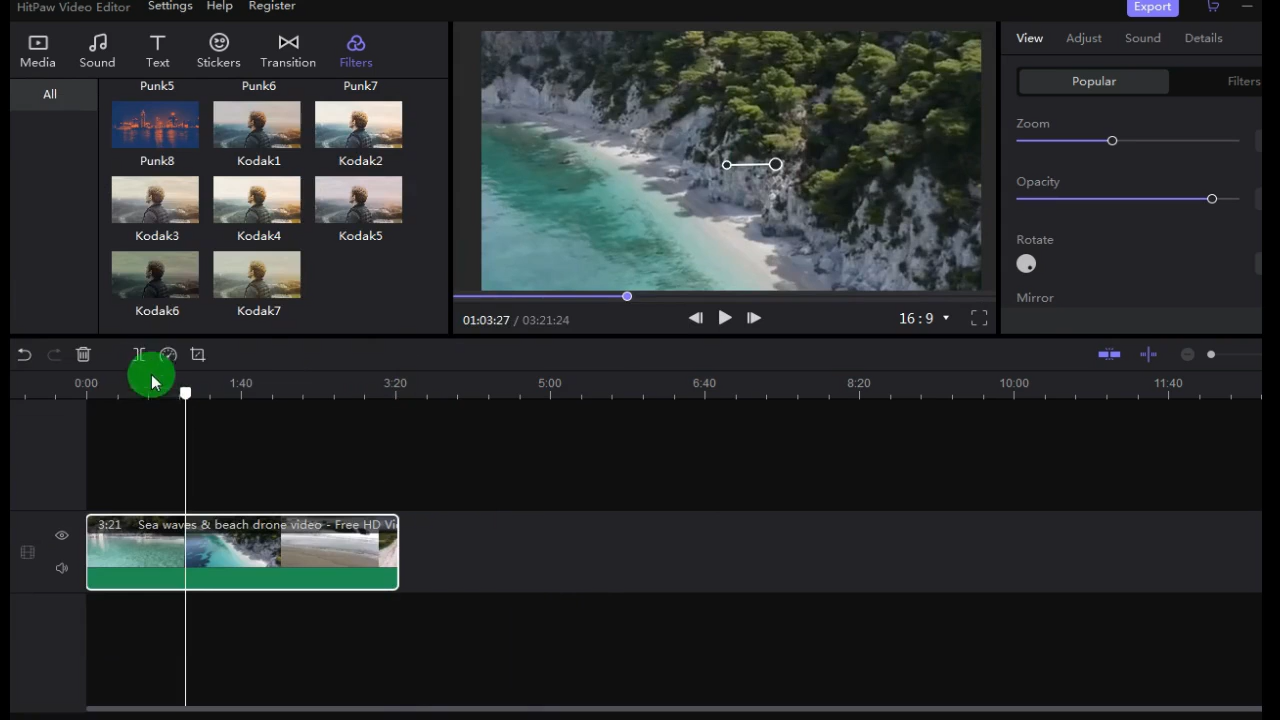 HitPaw Video Editor Settings Help Register Export
Media Sound Text Stickers Transition Filters
All
Punk5 Punk6 Punk7
Punk8 Kodak1 Kodak2
Kodak3 Kodak4 Kodak5
Kodak6 Kodak7
01:03:27 / 03:21:24
16:9
View Adjust Sound Details
Popular Filters
Zoom
Opacity
Rotate
Mirror
0:00 1:40 3:20 5:00 6:40 8:20 10:00 11:40
3:21 Sea waves & beach drone video - Free HD Vi